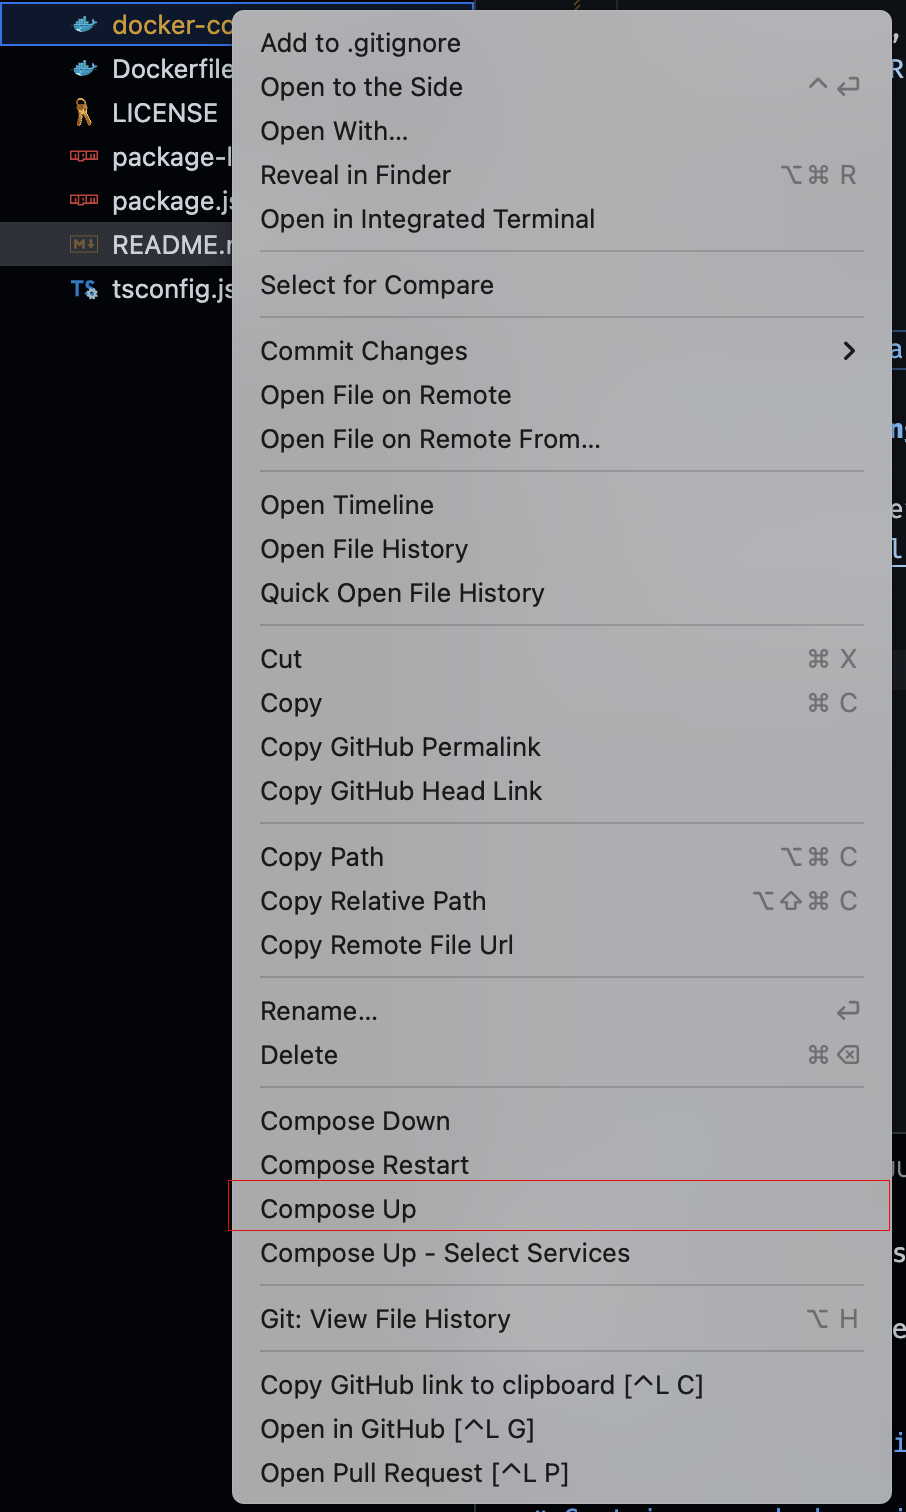 docker-co
Dockerfile
LICENSE
package-l
package.js
README.
tsconfig.js
Add to .gitignore
Open to the Side ^ ↩
Open With...
Reveal in Finder ⌥⌘ R
Open in Integrated Terminal
Select for Compare
Commit Changes
Open File on Remote
Open File on Remote From...
Open Timeline
Open File History
Quick Open File History
Cut ⌘ X
Copy ⌘ C
Copy GitHub Permalink
Copy GitHub Head Link
Copy Path ⌥⌘ C
Copy Relative Path ⌥⇧⌘ C
Copy Remote File Url
Rename... ↩
Delete ⌘ ⌫
Compose Down
Compose Restart
Compose Up
Compose Up - Select Services
Git: View File History ⌥ H
Copy GitHub link to clipboard [^L C]
Open in GitHub [^L G]
Open Pull Request [^L P]